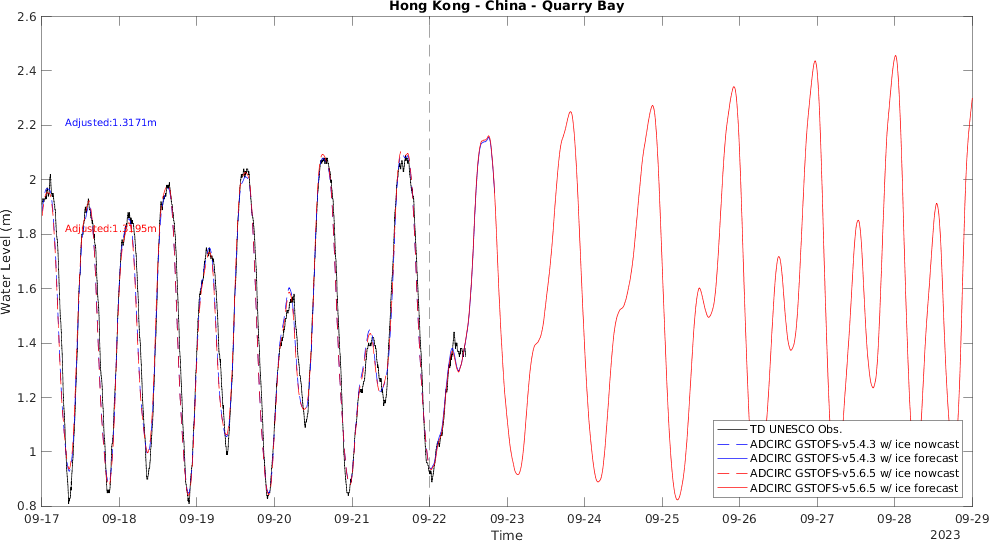 Hong Kong - China - Quarry Bay
2.6
2.4
2.2
2
1.8
1.6
1.4
1.2
1
0.8
Water Level (m)
Adjusted:1.3171m
Adjusted:1.3195m
TD UNESCO Obs.
ADCIRC GSTOFS-v5.4.3 w/ ice nowcast
ADCIRC GSTOFS-v5.4.3 w/ ice forecast
ADCIRC GSTOFS-v5.6.5 w/ ice nowcast
ADCIRC GSTOFS-v5.6.5 w/ ice forecast
09-17 09-18 09-19 09-20 09-21 09-22 09-23 09-24 09-25 09-26 09-27 09-28 09-29
Time
2023